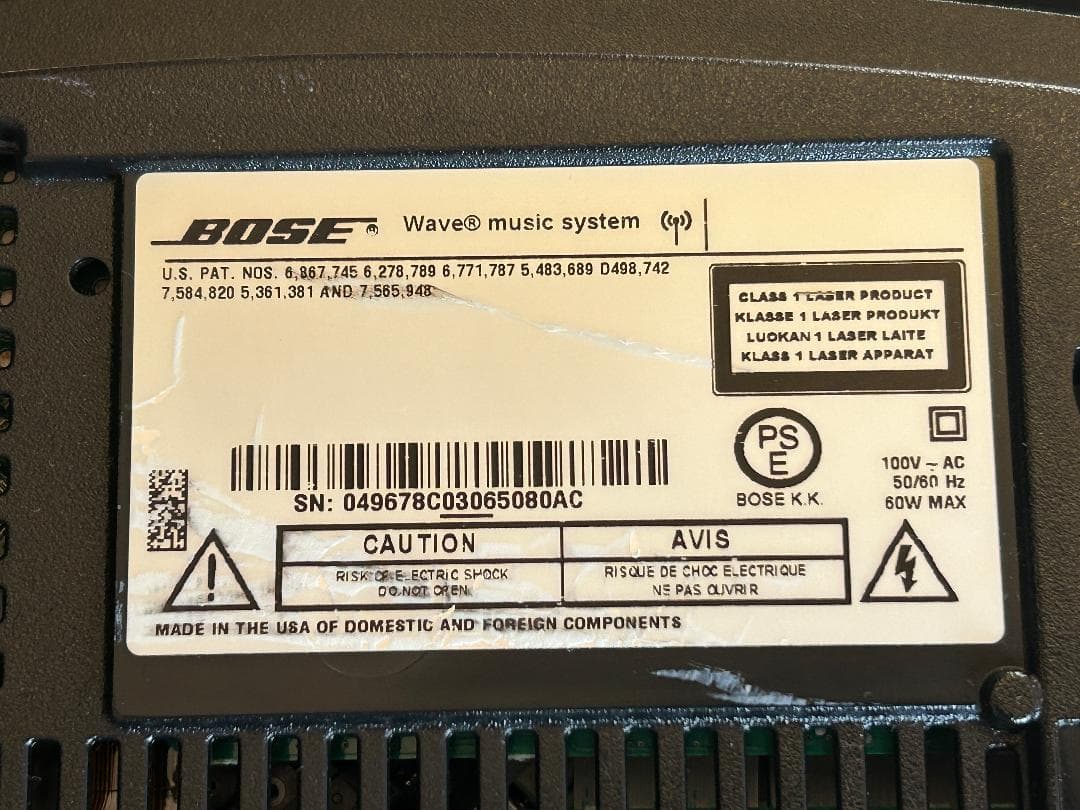 BOSE® Wave® music system
U.S. PAT. NOS. 6,867,745 6,278,789 6,771,787 5,483,689 D498,742
7,584,820 5,361,381 AND 7,565,948
CLASS 1 LASER PRODUCT
KLASSE 1 LASER PRODUKT
LUOKAN 1 LASER LAITE
KLASS 1 LASER APPARAT
PS
E
BOSE K.K.
100V ~ AC
50/60 Hz
60W MAX
SN: 049678C03065080AC
CAUTION
RISK OF ELECTRIC SHOCK
DO NOT OPEN
AVIS
RISQUE DE CHOC ELECTRIQUE
NE PAS OUVRIR
MADE IN THE USA OF DOMESTIC AND FOREIGN COMPONENTS